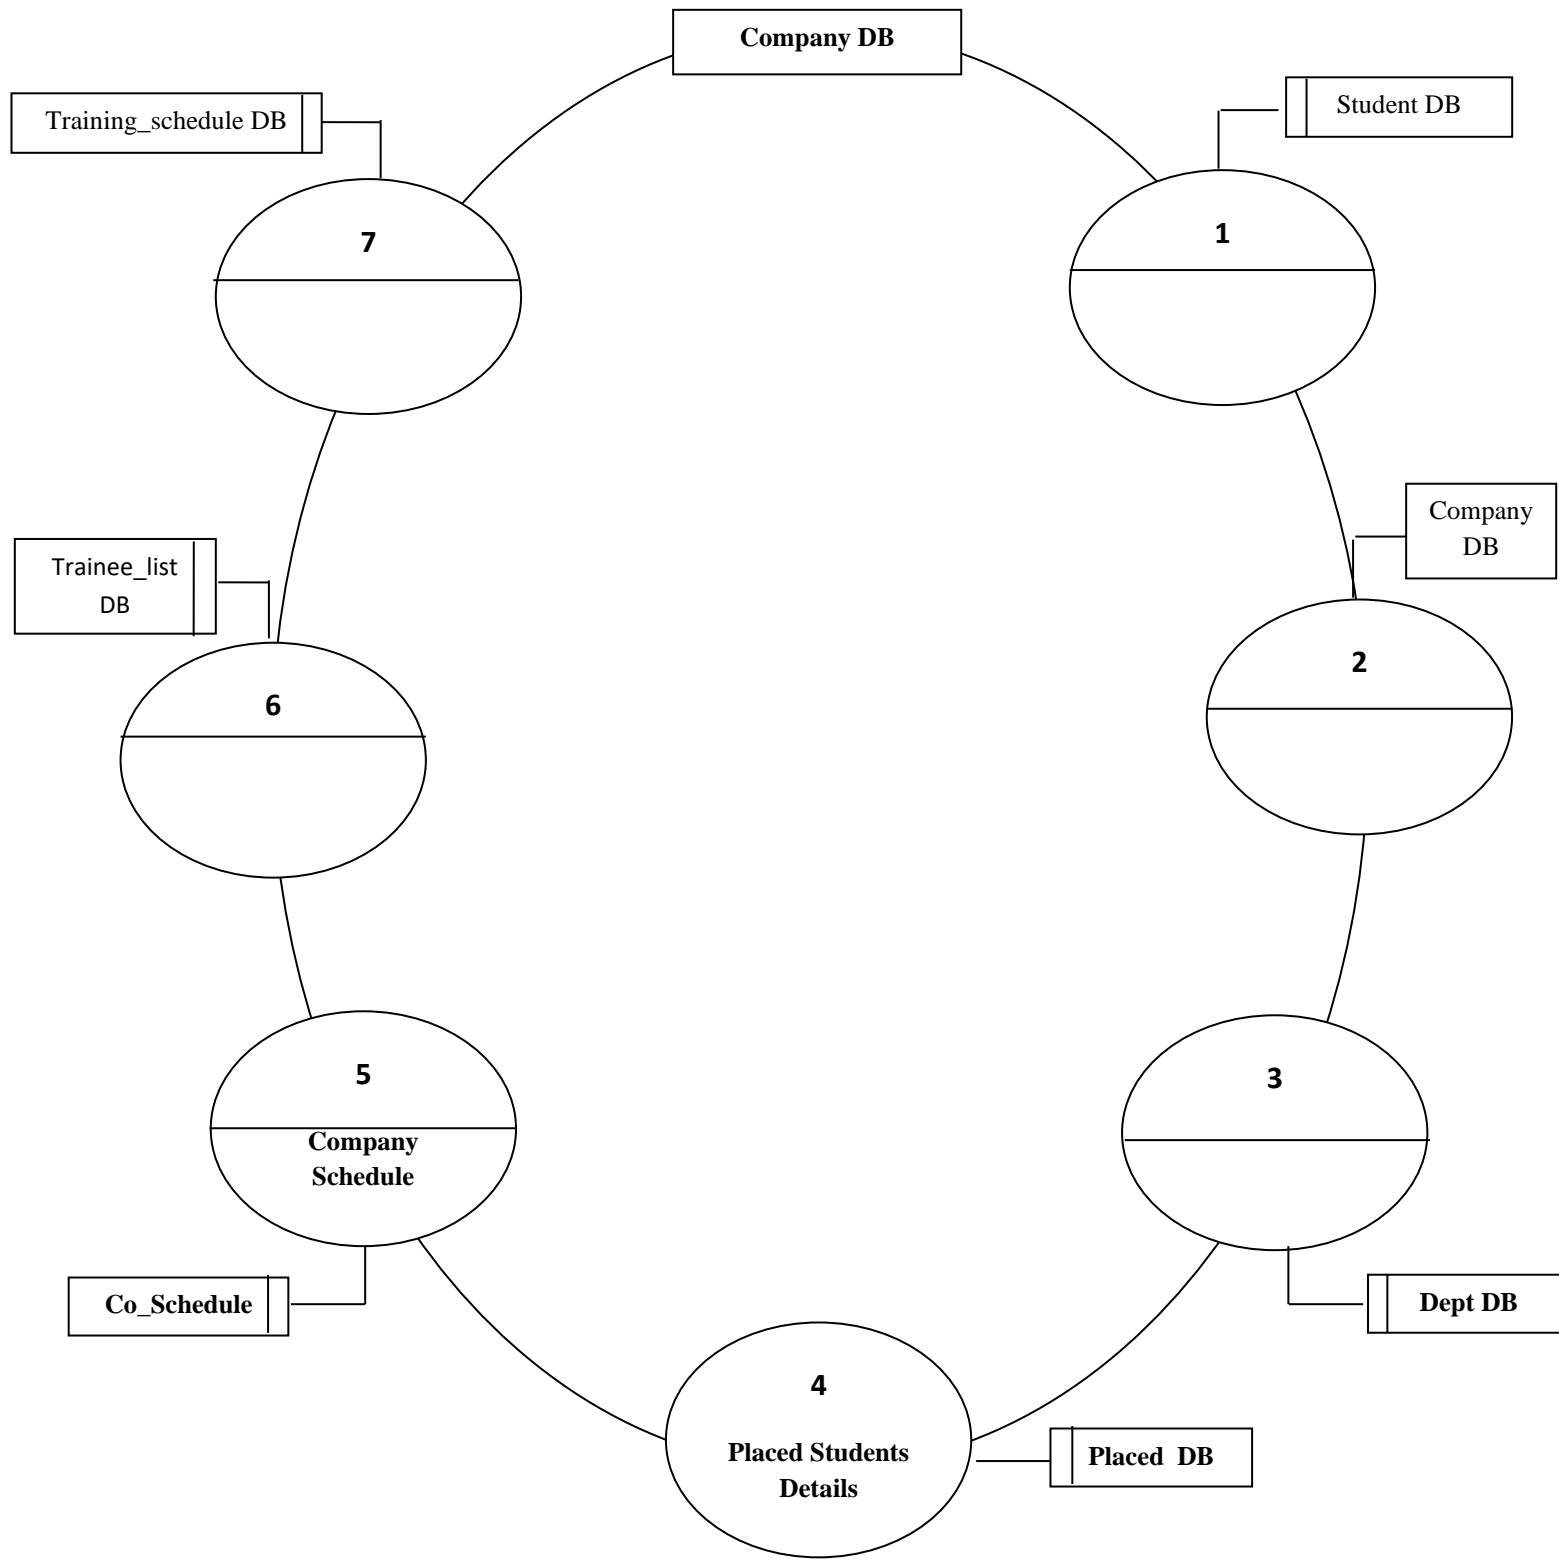 Company DB
Student DB
Training_schedule DB
1
7
Company
DB
Trainee_list
DB
2
6
5
3
Company
Schedule
Co_Schedule
Dept DB
4
Placed Students
Details
Placed DB